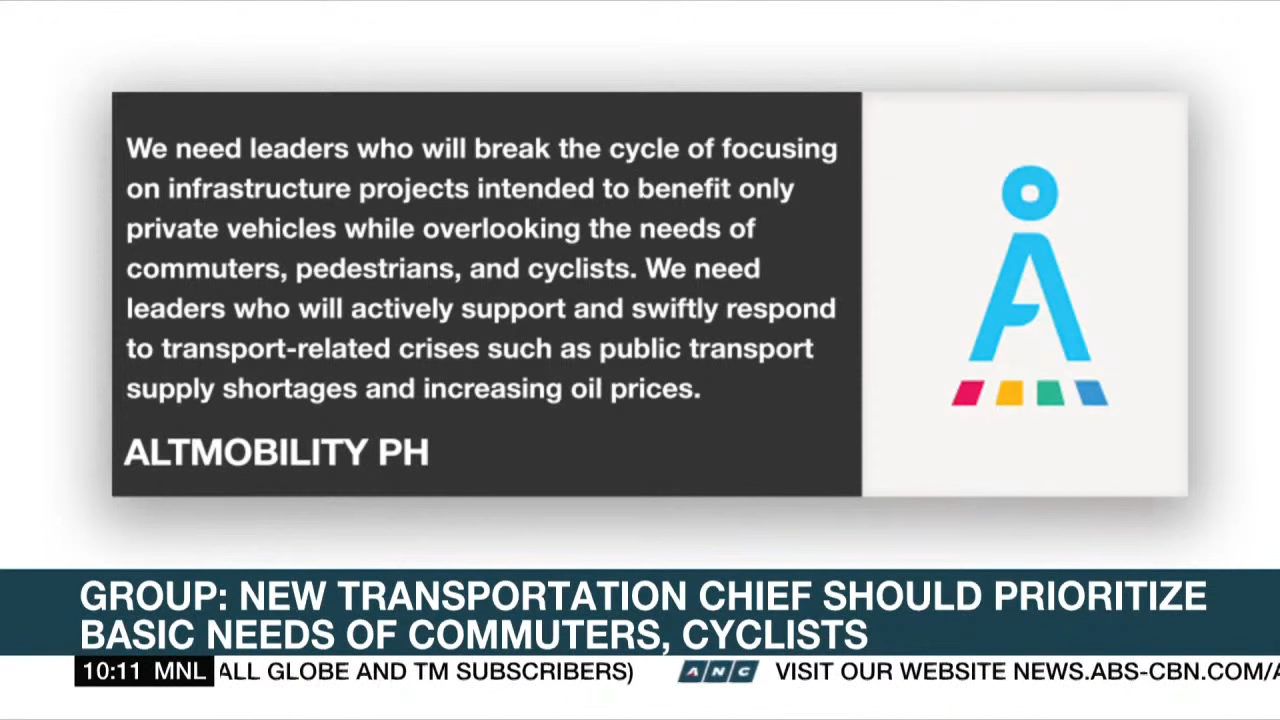 We need leaders who will break the cycle of focusing
on infrastructure projects intended to benefit only
private vehicles while overlooking the needs of
commuters, pedestrians, and cyclists. We need
leaders who will actively support and swiftly respond
to transport-related crises such as public transport
supply shortages and increasing oil prices.
ALTMOBILITY PH
GROUP: NEW TRANSPORTATION CHIEF SHOULD PRIORITIZE
BASIC NEEDS OF COMMUTERS, CYCLISTS
10:11 MNL ALL GLOBE AND TM SUBSCRIBERS) ANC VISIT OUR WEBSITE NEWS.ABS-CBN.COM/